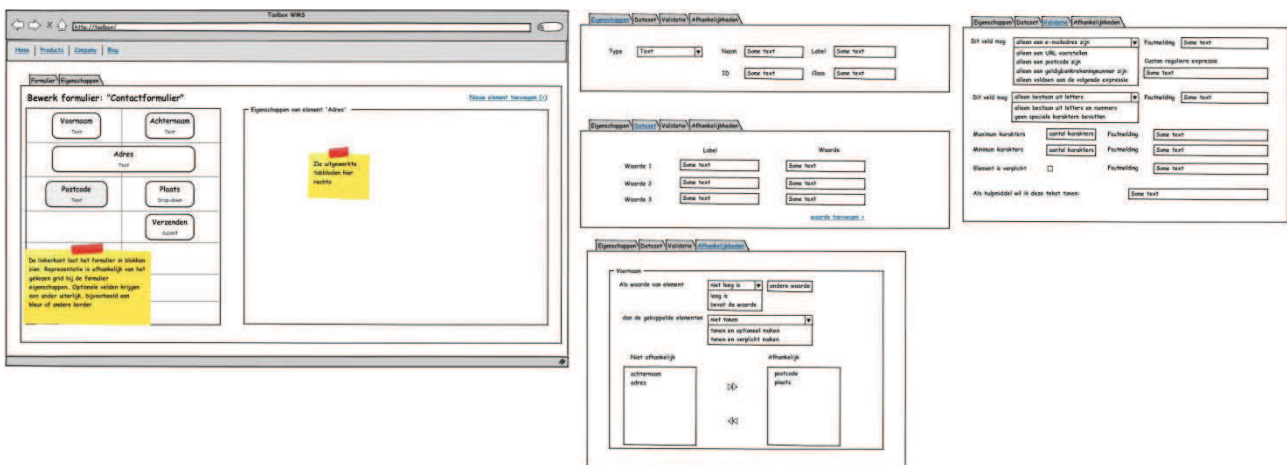 Toolbox WMS
http://toolbox/
Home Products Company Blog
Formulier Eigenschappen
Bewerk formulier: "Contactformulier"
Nieuw element toevoegen [+]
Voornaam
Text
Achternaam
Text
Adres
Text
Postcode
Text
Plaats
Drop-down
Verzenden
Submit
De linkerkant laat het formulier in blokken
zien. Representatie is afhankelijk van het
gekozen grid bij de formulier
eigenschappen. Optionele velden krijgen
een ander uiterlijk, bijvoorbeeld een
kleur of andere border
Eigenschappen van element 'Adres'
Zie uitgewerkte
tabbladen hier
rechts
Eigenschappen Dataset Validatie Afhankelijkheden
Type Text Naam Some text Label Some text
ID Some text Class Some text
Eigenschappen Dataset Validatie Afhankelijkheden
Label Waarde
Waarde 1 Some text Some text
Waarde 2 Some text Some text
Waarde 3 Some text Some text
waarde toevoegen +
Eigenschappen Dataset Validatie Afhankelijkheden
Voornaam
Als waarde van element niet leeg is andere waarde
leeg is
bevat de waarde
dan de gekoppelde elementen niet tonen
tonen en optioneel maken
tonen en verplicht maken
Niet afhankelijk Afhankelijk
achternaam
adres
postcode
plaats
Eigenschappen Dataset Validatie Afhankelijkheden
Dit veld mag alleen een e-mailadres zijn Foutmelding Some text
alleen een URL voorstellen
alleen een postcode zijn
alleen een geldig bankrekeningnummer zijn
alleen voldoen aan de volgende expressie
Custom reguliere expressie
Some text
Dit veld mag alleen bestaan uit letters Foutmelding Some text
alleen bestaan uit letters en nummers
geen speciale karakters bevatten
Maximum karakters aantal karakters Foutmelding Some text
Minimum karakters aantal karakters Foutmelding Some text
Element is verplicht Foutmelding Some text
Als hulpmiddel wil ik deze tekst tonen: Some text